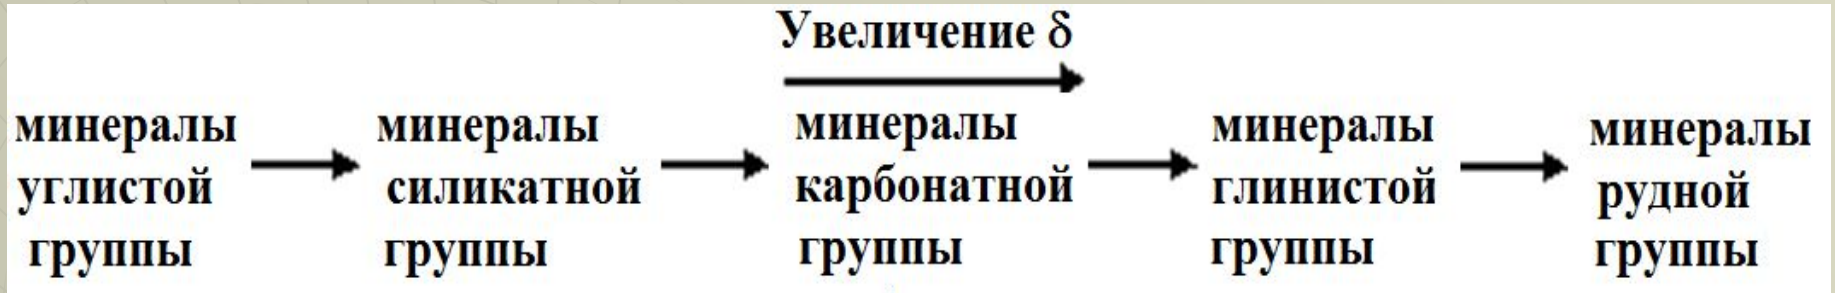 Увеличение δ
минералы углистой группы
минералы силикатной группы
минералы карбонатной группы
минералы глинистой группы
минералы рудной группы